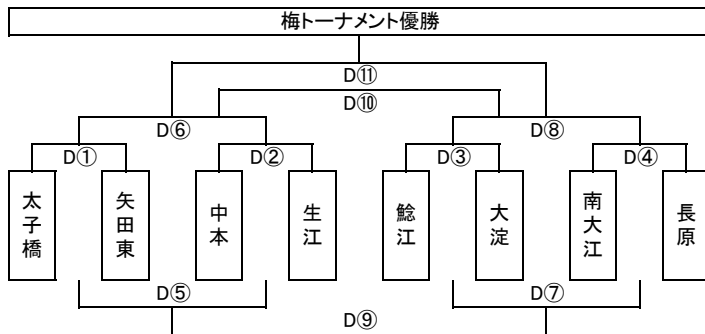 梅トーナメント優勝
D⑪
D⑩
D⑥ D⑧
D① D② D③ D④
太子橋 矢田東 中本 生江 鯰江 大淀 南大江 長原
D⑤ D⑦
D⑨